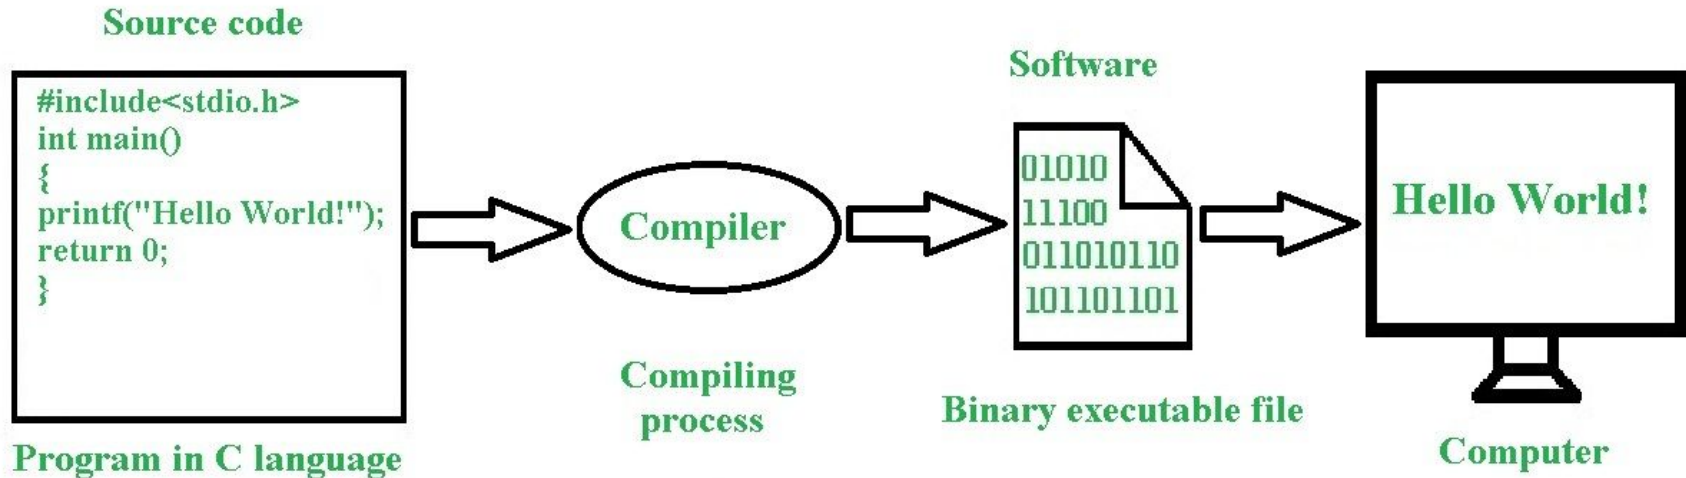 Source code
#include<stdio.h>
int main()
{
printf("Hello World!");
return 0;
}
Program in C language
Compiler
Compiling
process
Software
01010
11100
011010110
101101101
Binary executable file
Hello World!
Computer